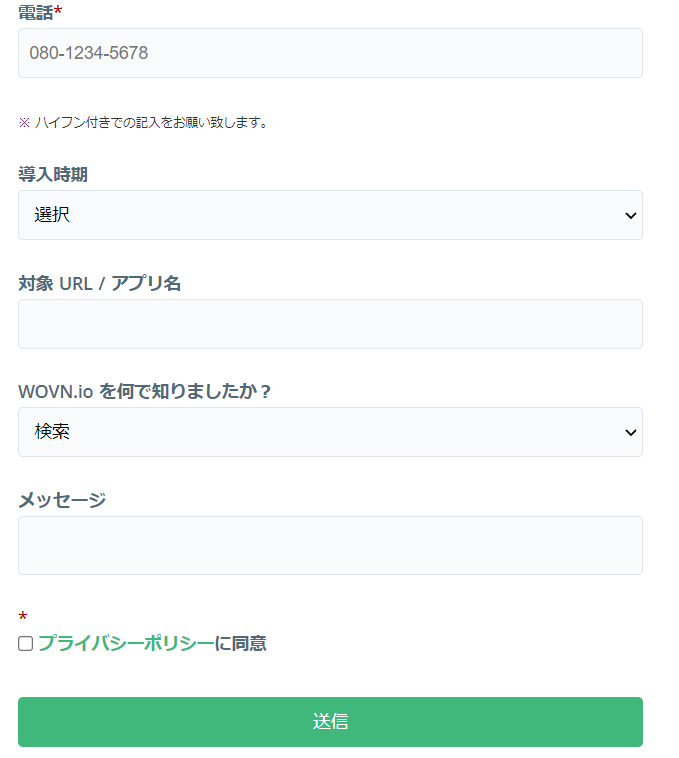 電話*
080-1234-5678
※ ハイフン付きでの記入をお願い致します。
導入時期
選択
対象 URL / アプリ名
WOVN.io を何で知りましたか？
検索
メッセージ
*
プライバシーポリシーに同意
送信